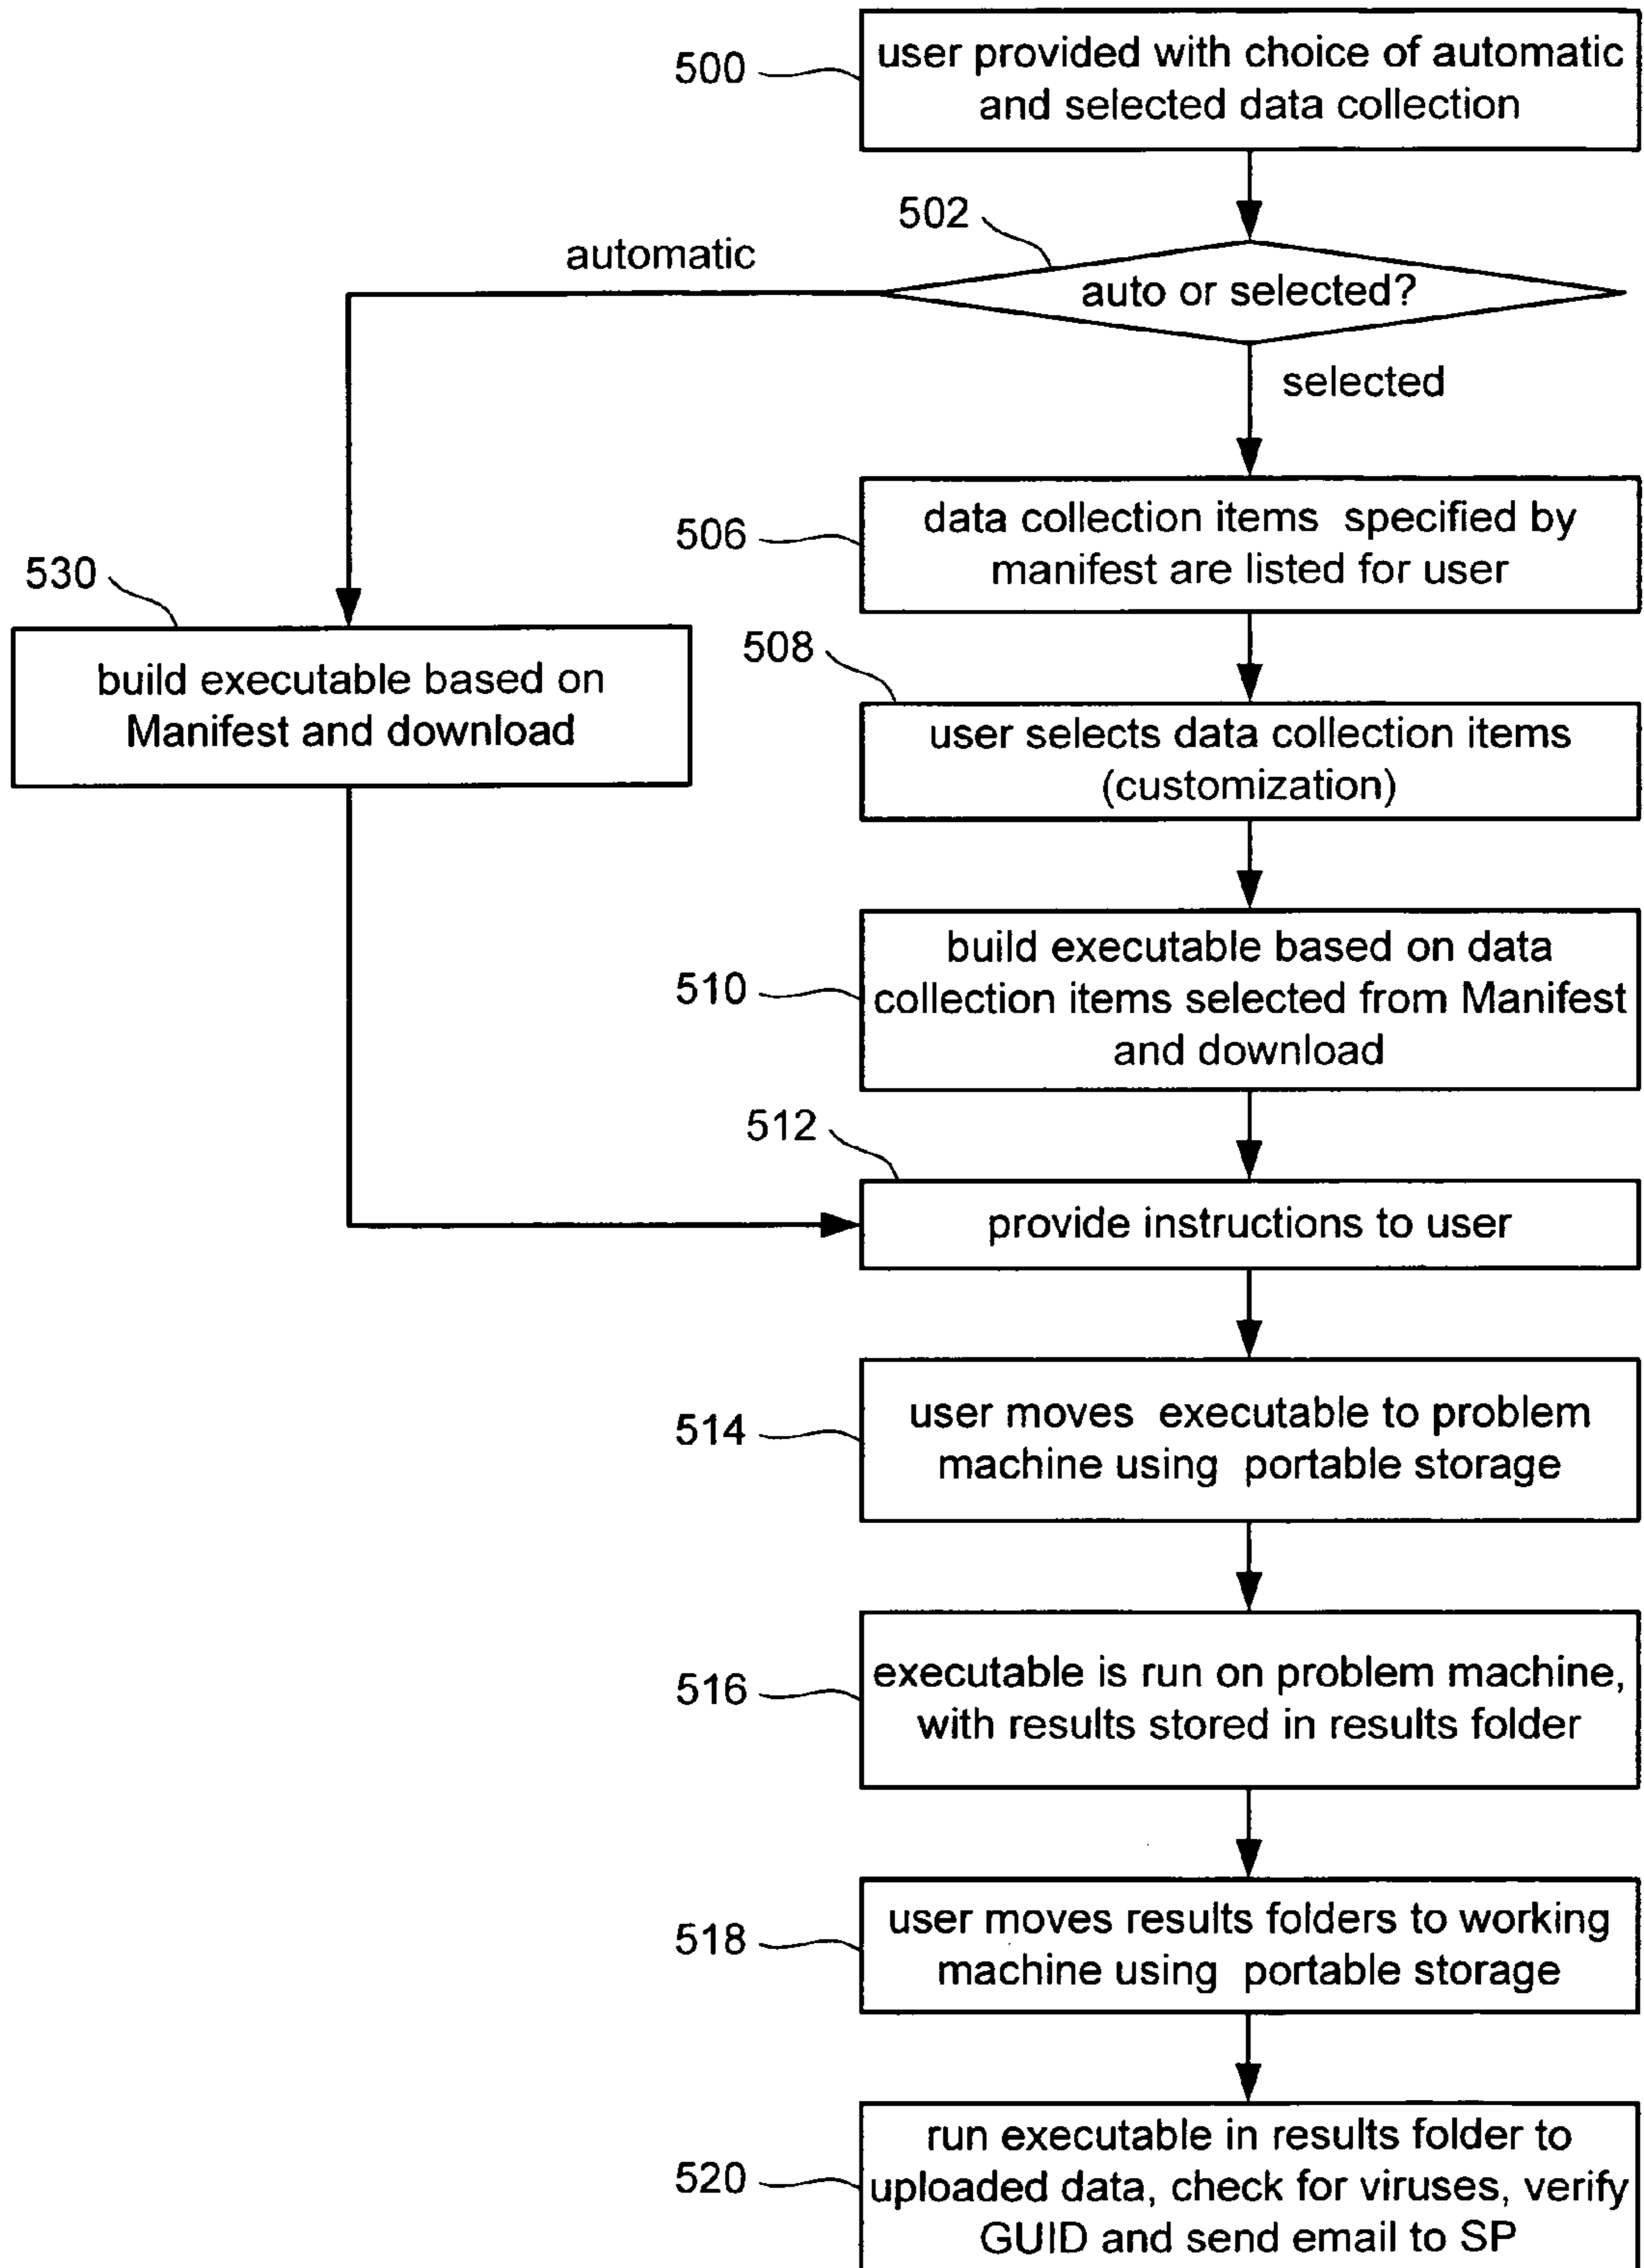 500
user provided with choice of automatic
and selected data collection
502
automatic
auto or selected?
selected
506
data collection items specified by
manifest are listed for user
530
build executable based on
Manifest and download
508
user selects data collection items
(customization)
510
build executable based on data
collection items selected from Manifest
and download
512
provide instructions to user
514
user moves executable to problem
machine using portable storage
516
executable is run on problem machine,
with results stored in results folder
518
user moves results folders to working
machine using portable storage
520
run executable in results folder to
uploaded data, check for viruses, verify
GUID and send email to SP